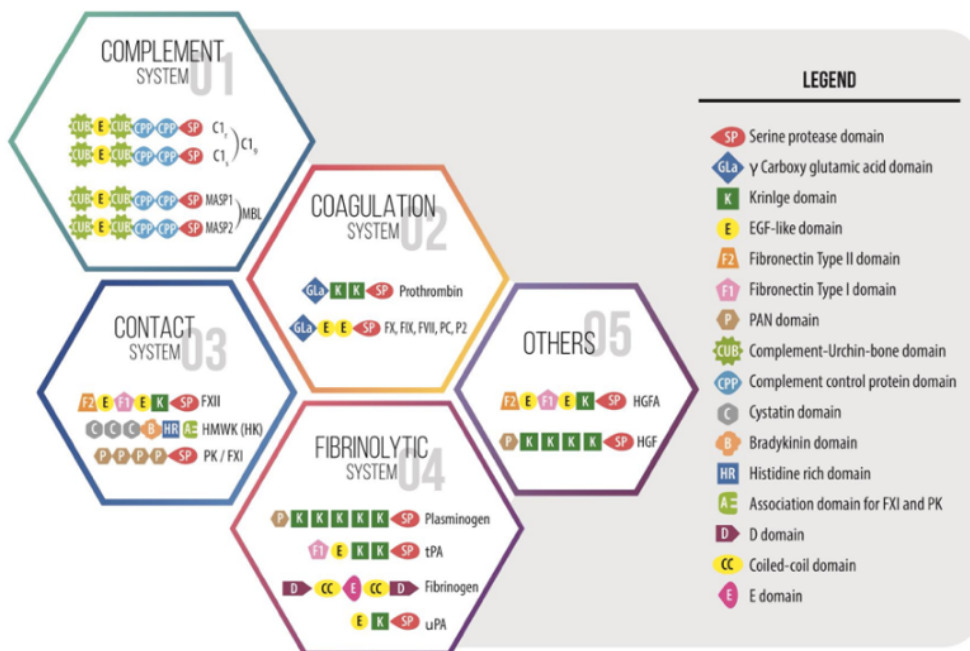 COMPLEMENT
SYSTEM
01
CUB E CUB CPP CPP SP C1r
CUB E CUB CPP CPP SP C1s
C1q
CUB E CUB CPP CPP SP MASP1
CUB E CUB CPP CPP SP MASP2
MBL
COAGULATION
SYSTEM
02
GLa K K SP Prothrombin
GLa E E SP FX, FIX, FVII, PC, P2
CONTACT
SYSTEM
03
F2 E F1 E K SP FXII
C C C B HR A HMWK (HK)
P P P P SP PK / FXI
FIBRINOLYTIC
SYSTEM
04
P K K K K K SP Plasminogen
F1 E K K SP tPA
D CC E CC D Fibrinogen
E K SP uPA
OTHERS
05
F2 E F1 E K SP HGFA
P K K K K SP HGF
LEGEND
SP Serine protease domain
GLa γ Carboxy glutamic acid domain
K Krinlge domain
E EGF-like domain
F2 Fibronectin Type II domain
F1 Fibronectin Type I domain
P PAN domain
CUB Complement-Urchin-bone domain
CPP Complement control protein domain
C Cystatin domain
B Bradykinin domain
HR Histidine rich domain
A Association domain for FXI and PK
D D domain
CC Coiled-coil domain
E E domain